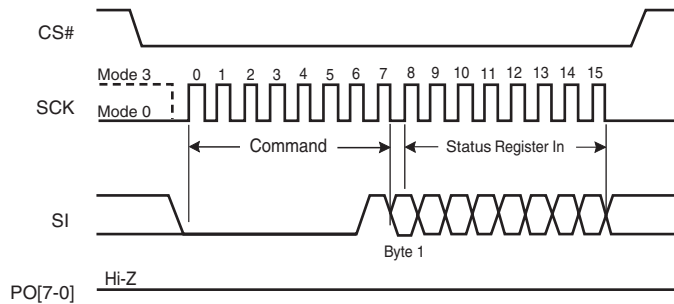 CS#
Mode 3
0 1 2 3 4 5 6 7 8 9 10 11 12 13 14 15
SCK
Mode 0
Command
Status Register In
SI
Byte 1
Hi-Z
PO[7-0]